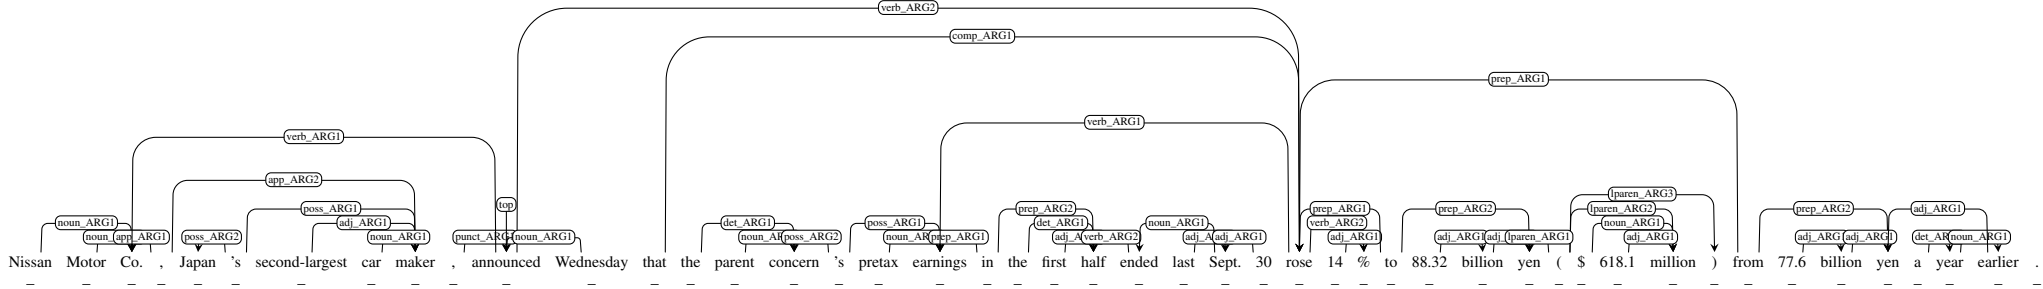 verb_ARG2
comp_ARG1
prep_ARG1
verb_ARG1
verb_ARG1
app_ARG2
lparen_ARG3
top
poss_ARG1 prep_ARG2 prep_ARG1 prep_ARG2 lparen_ARG2 prep_ARG2 adj_ARG1
noun_ARG1 adj_ARG1 det_ARG1 poss_ARG1 det_ARG1 noun_ARG1 verb_ARG2 noun_ARG1
app_ARG1 poss_ARG2 noun_ARG1 noun_ARG1 poss_ARG2 prep_ARG1 verb_ARG2 adj_ARG1 adj_ARG1 adj_ARG1 lparen_ARG1 adj_ARG1 adj_ARG1 adj_ARG1 noun_ARG1
Nissan Motor Co. , Japan 's second-largest car maker , announced Wednesday that the parent concern 's pretax earnings in the first half ended last Sept. 30 rose 14 % to 88.32 billion yen ( $ 618.1 million ) from 77.6 billion yen a year earlier .
_ _ _ _ _ _ _ _ _ _ _ _ _ _ _ _ _ _ _ _ _ _ _ _ _ _ _ _ _ _ _ _ _ _ _ _ _ _ _ _ _ _ _ _ _